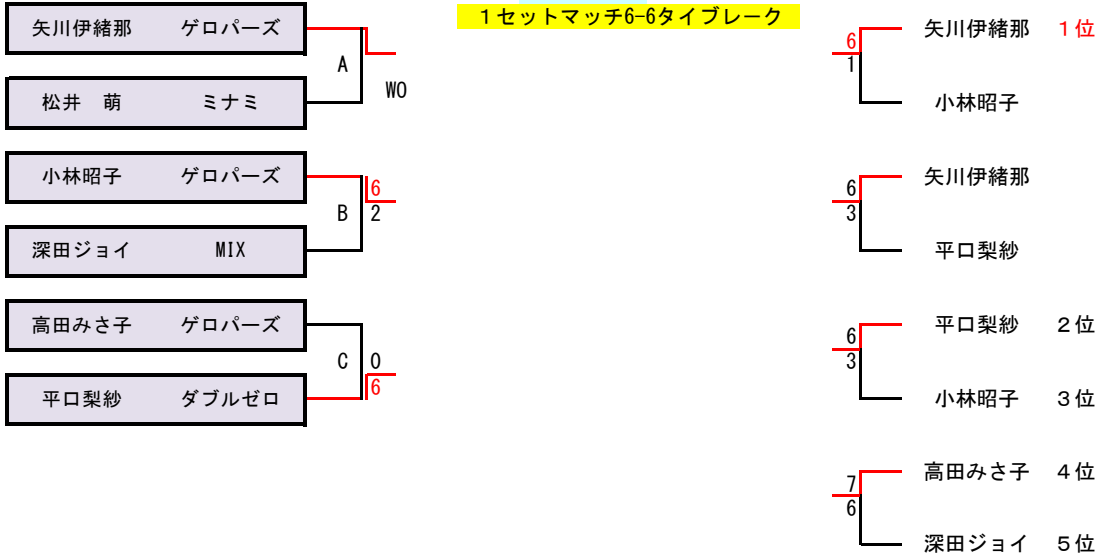 １セットマッチ6-6タイブレーク
矢川伊緒那　ゲロパーズ
A
WO
松井　萌　ミナミ
小林昭子　ゲロパーズ
6
B 2
深田ジョイ　MIX
高田みさ子　ゲロパーズ
C 0
6
平口梨紗　ダブルゼロ
矢川伊緒那　１位
6
1
小林昭子
矢川伊緒那
6
3
平口梨紗
平口梨紗　２位
6
3
小林昭子　３位
高田みさ子　４位
7
6
深田ジョイ　５位